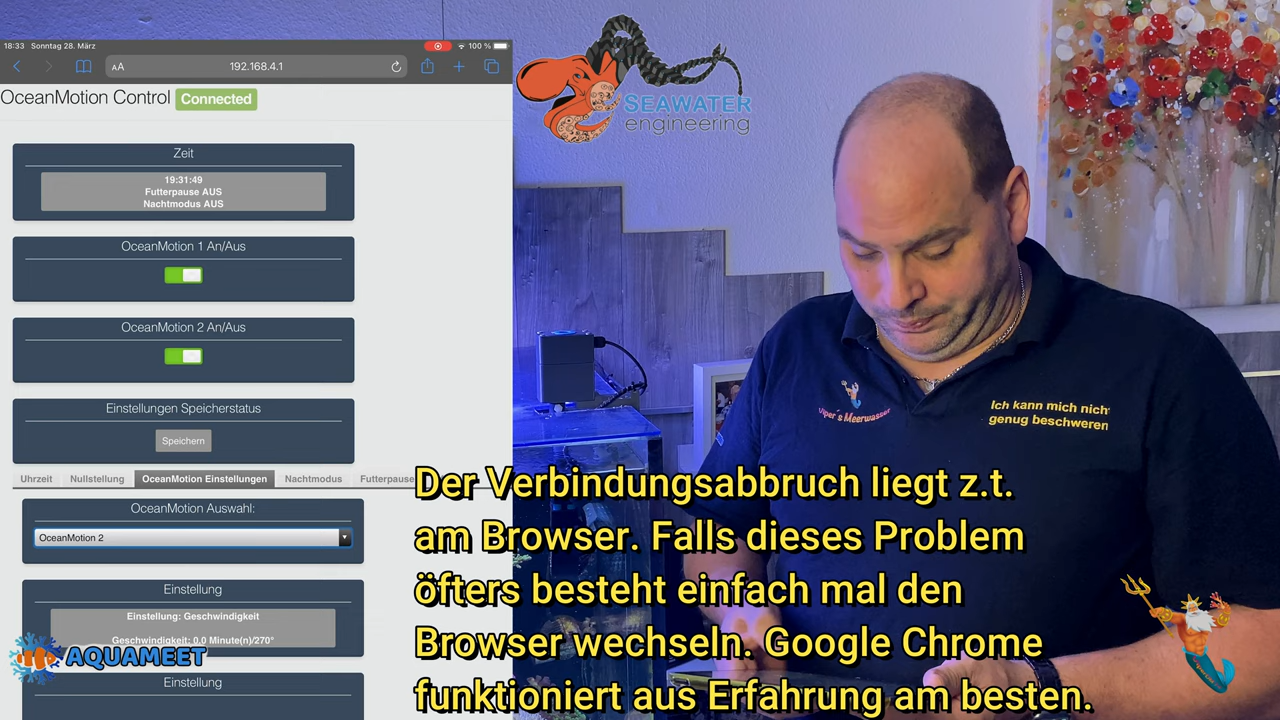 18:33 Sonntag 28. März
100 %
AA
192.168.4.1
OceanMotion Control Connected
Zeit
19:31:49
Futterpause AUS
Nachtmodus AUS
OceanMotion 1 An/Aus
OceanMotion 2 An/Aus
Einstellungen Speicherstatus
Speichern
Uhrzeit Nullstellung OceanMotion Einstellungen Nachtmodus Futterpause
OceanMotion Auswahl:
OceanMotion 2
Einstellung
Einstellung: Geschwindigkeit
Geschwindigkeit: 0,0 Minute(n)/270°
Einstellung
AQUAMEET
SEAWATER
engineering
Viper's Meerwasser
Ich kann mich nicht
genug beschweren
Der Verbindungsabbruch liegt z.t.
am Browser. Falls dieses Problem
öfters besteht einfach mal den
Browser wechseln. Google Chrome
funktioniert aus Erfahrung am besten.